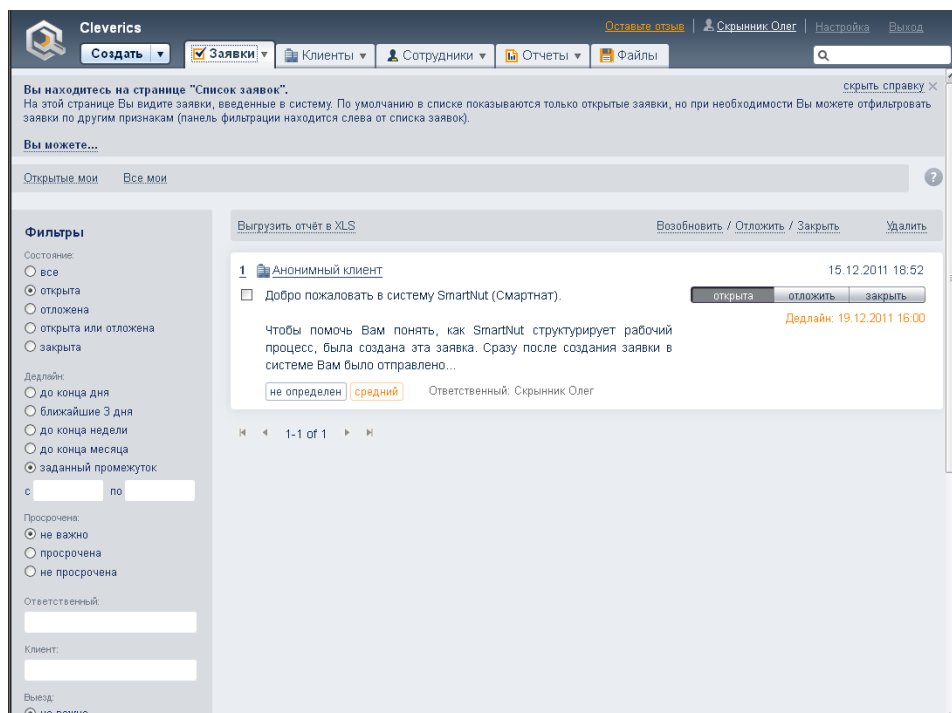 Cleverics
Оставьте отзыв
Скрынник Олег
Настройка
Выход
Создать
Заявки
Клиенты
Сотрудники
Отчеты
Файлы
Вы находитесь на странице "Список заявок".
скрыть справку
На этой странице Вы видите заявки, введенные в систему. По умолчанию в списке показываются только открытые заявки, но при необходимости Вы можете отфильтровать
заявки по другим признакам (панель фильтрации находится слева от списка заявок).
Вы можете...
Открытые мои
Все мои
?
Фильтры
Состояние:
все
открыта
отложена
открыта или отложена
закрыта
Дедлайн:
до конца дня
ближайшие 3 дня
до конца недели
до конца месяца
заданный промежуток
с
по
Просрочена:
не важно
просрочена
не просрочена
Ответственный:
Клиент:
Выезд:
не важно
Выгрузить отчёт в XLS
Возобновить / Отложить / Закрыть
Удалить
1 Анонимный клиент
15.12.2011 18:52
Добро пожаловать в систему SmartNut (Смартнат).
открыта
отложить
закрыть
Дедлайн: 19.12.2011 16:00
Чтобы помочь Вам понять, как SmartNut структурирует рабочий
процесс, была создана эта заявка. Сразу после создания заявки в
системе Вам было отправлено...
не определен
средний
Ответственный: Скрынник Олег
1-1 of 1